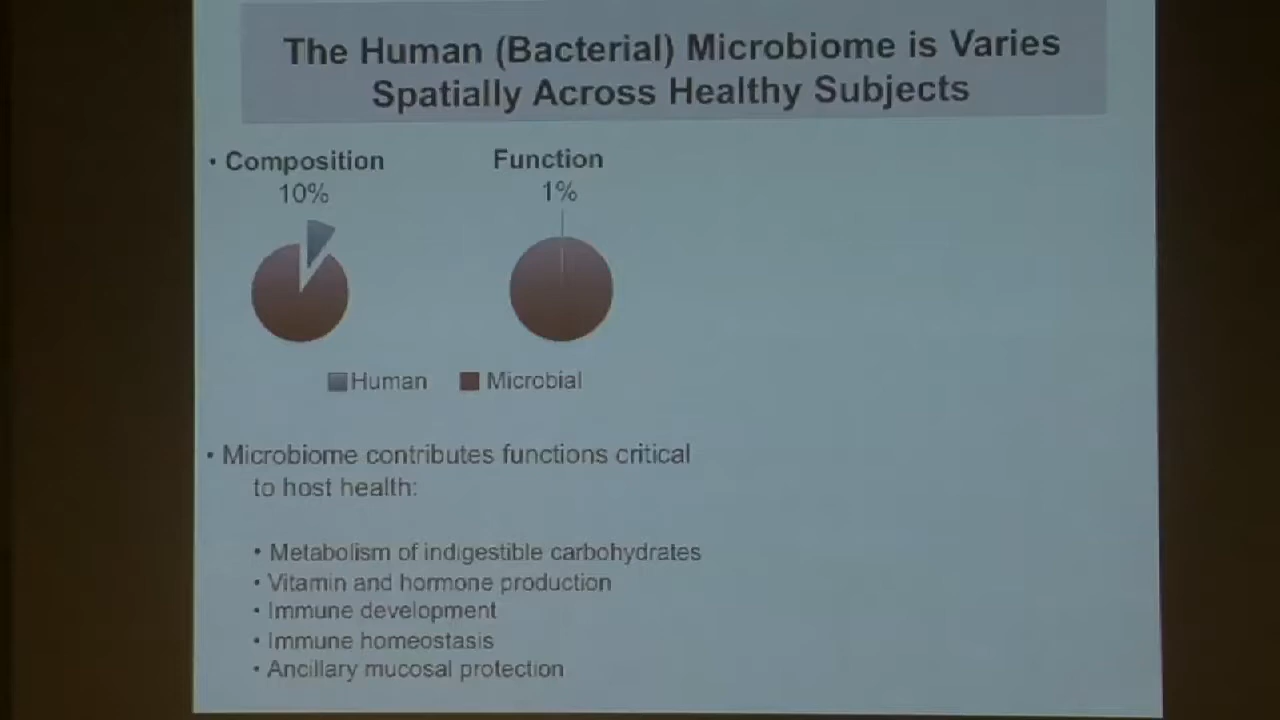 The Human (Bacterial) Microbiome is Varies
Spatially Across Healthy Subjects
• Composition
10%
Function
1%
Human
Microbial
• Microbiome contributes functions critical
to host health:
• Metabolism of indigestible carbohydrates
• Vitamin and hormone production
• Immune development
• Immune homeostasis
• Ancillary mucosal protection